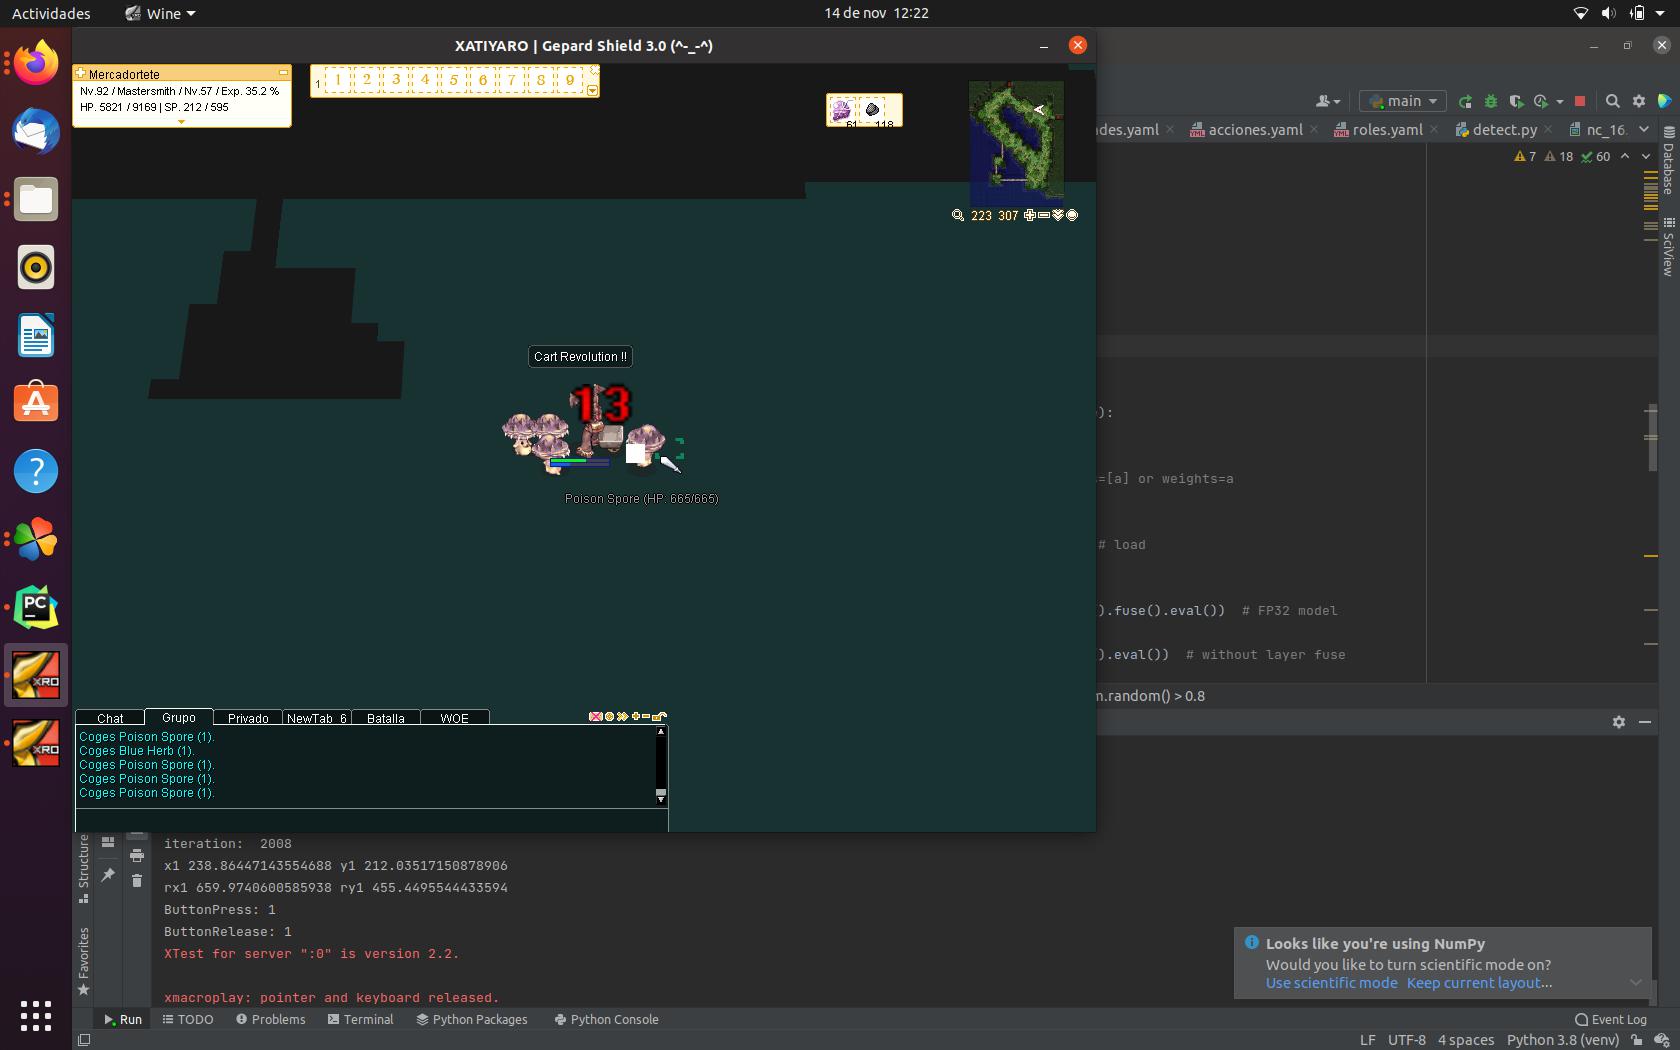 Actividades
Wine
14 de nov 12:22
XATIYARO | Gepard Shield 3.0 (^-_-^)
Mercadortete
Nv.92 / Mastersmith / Nv.57 / Exp. 35.2 %
HP. 5821 / 9169 | SP. 212 / 595
1
1 2 3 4 5 6 7 8 9
61 118
223 307
main
des.yaml
acciones.yaml
roles.yaml
detect.py
nc_16.
7 18 60
Database
SciView
Cart Revolution !!
13
Poison Spore (HP: 665/665)
):
=[a] or weights=a
# load
).fuse().eval()) # FP32 model
).eval()) # without layer fuse
m.random() > 0.8
Chat
Grupo
Privado
NewTab_6
Batalla
WOE
Coges Poison Spore (1).
Coges Blue Herb (1).
Coges Poison Spore (1).
Coges Poison Spore (1).
Coges Poison Spore (1).
PC
XRO
XRO
Structure
Favorites
iteration: 2008
x1 238.86447143554688 y1 212.03517150878906
rx1 659.9740600585938 ry1 455.4495544433594
ButtonPress: 1
ButtonRelease: 1
XTest for server ":0" is version 2.2.
xmacroplay: pointer and keyboard released.
Looks like you're using NumPy
Would you like to turn scientific mode on?
Use scientific mode Keep current layout...
Run
TODO
Problems
Terminal
Python Packages
Python Console
Event Log
LF UTF-8 4 spaces Python 3.8 (venv)